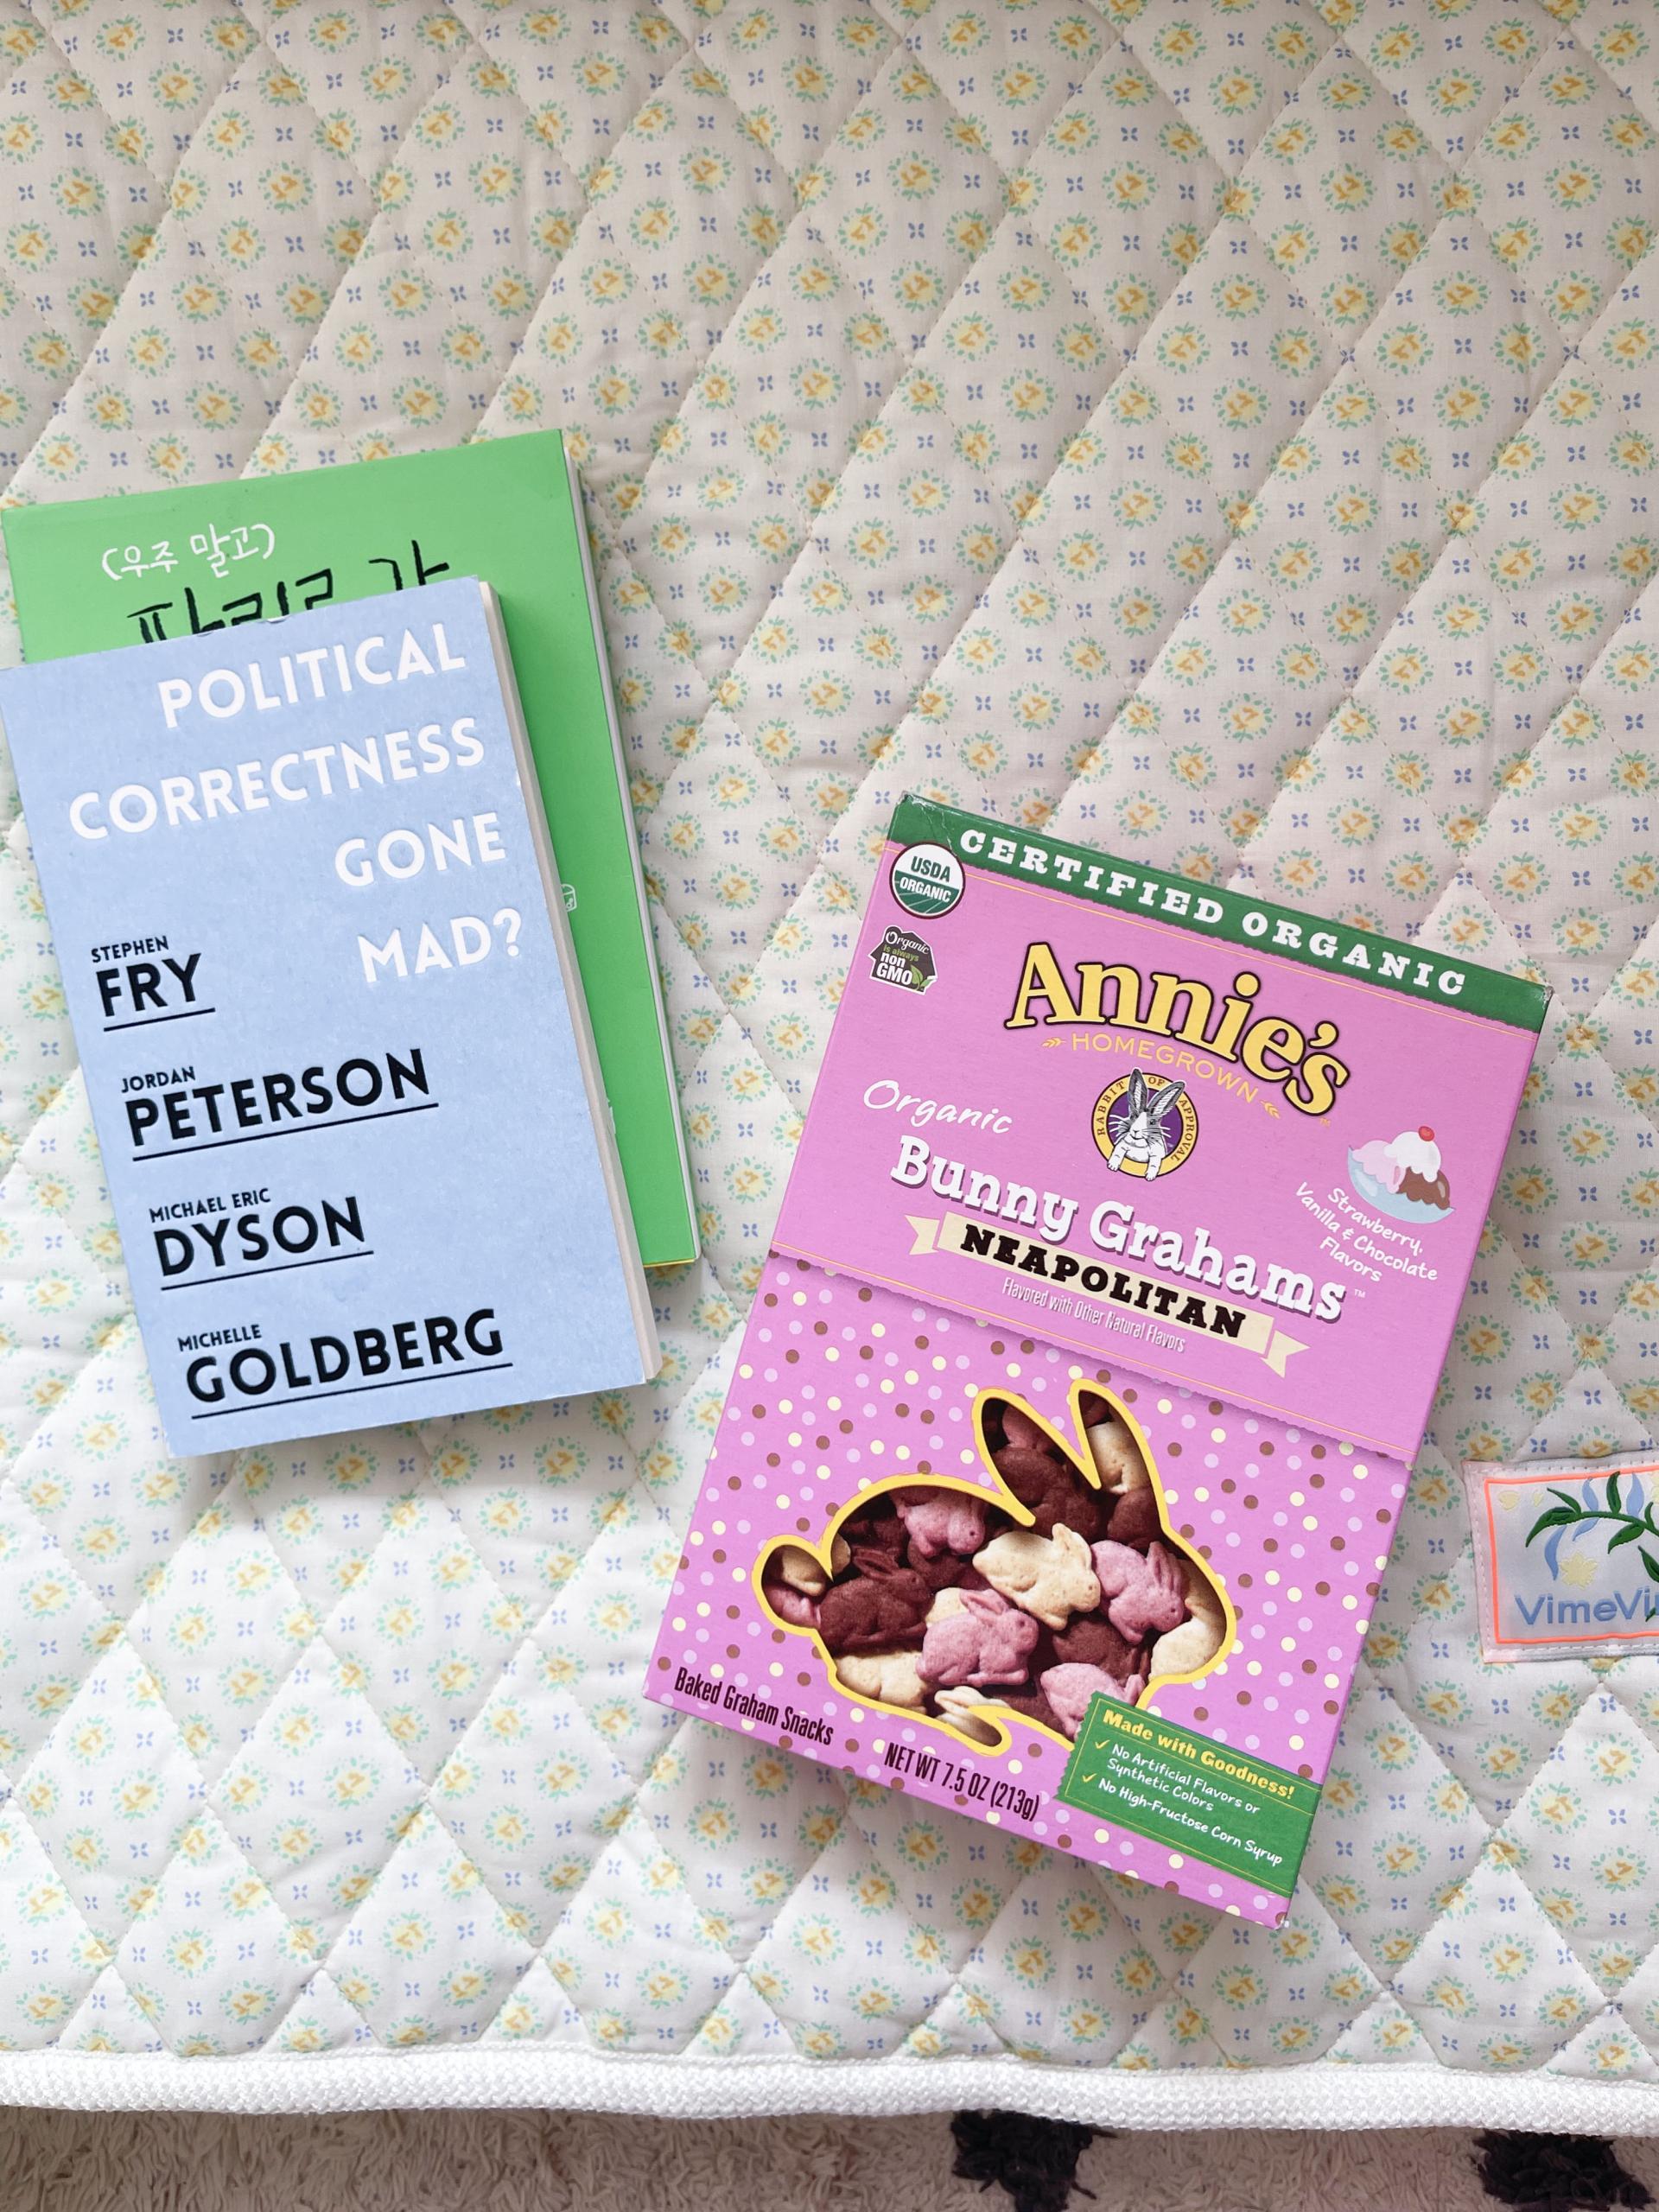 (우주 말고)
파리로 간
POLITICAL
CORRECTNESS
GONE
MAD?
STEPHEN
FRY
JORDAN
PETERSON
MICHAEL ERIC
DYSON
MICHELLE
GOLDBERG
CERTIFIED ORGANIC
USDA
ORGANIC
Organic
is always
non
GMO
Annie's
HOMEGROWN
RABBIT OF APPROVAL
Organic
Bunny Grahams™
NEAPOLITAN
Flavored with Other Natural Flavors
Strawberry,
Vanilla & Chocolate
Flavors
Baked Graham Snacks
NET WT 7.5 OZ (213g)
Made with Goodness!
✓ No Artificial Flavors or
Synthetic Colors
✓ No High-Fructose Corn Syrup